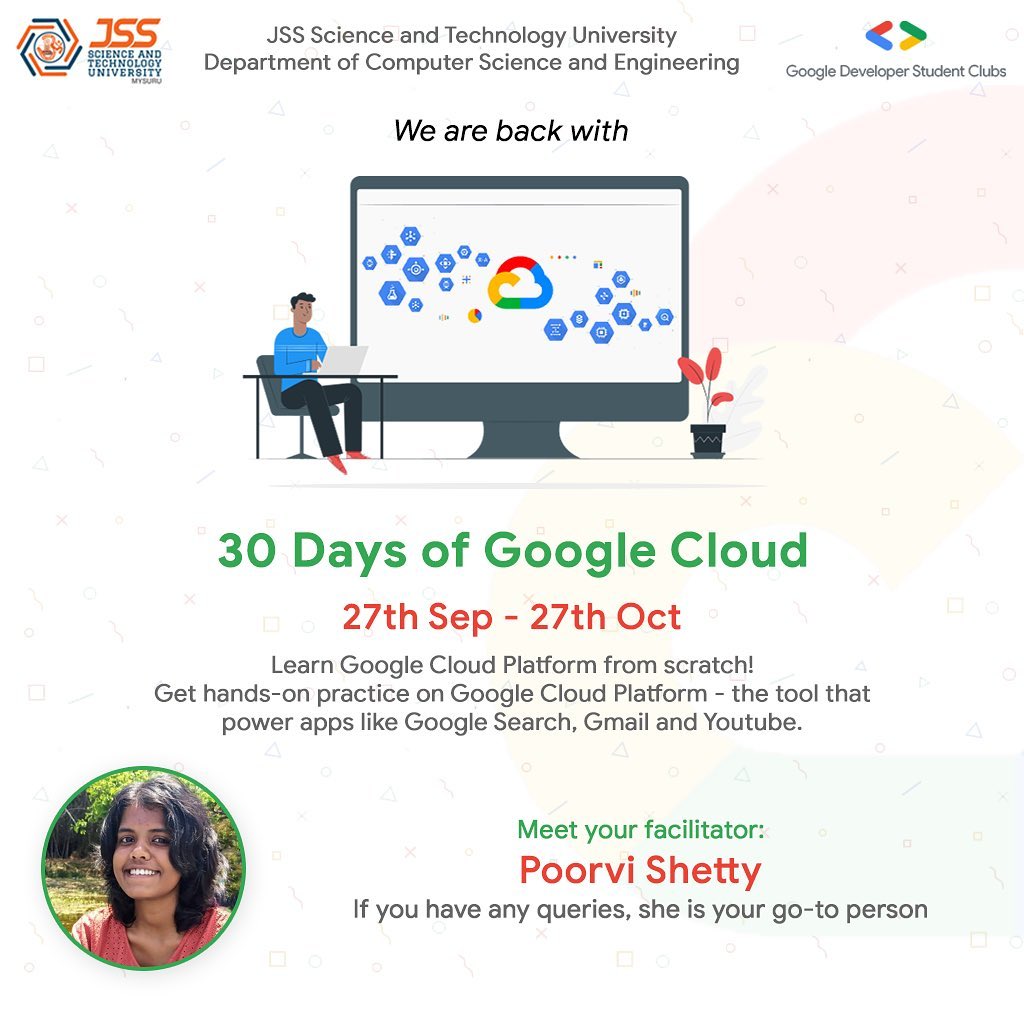 JSS
SCIENCE AND
TECHNOLOGY
UNIVERSITY
MYSURU
JSS Science and Technology University
Department of Computer Science and Engineering
Google Developer Student Clubs
We are back with
30 Days of Google Cloud
27th Sep - 27th Oct
Learn Google Cloud Platform from scratch!
Get hands-on practice on Google Cloud Platform - the tool that
power apps like Google Search, Gmail and Youtube.
Meet your facilitator:
Poorvi Shetty
If you have any queries, she is your go-to person